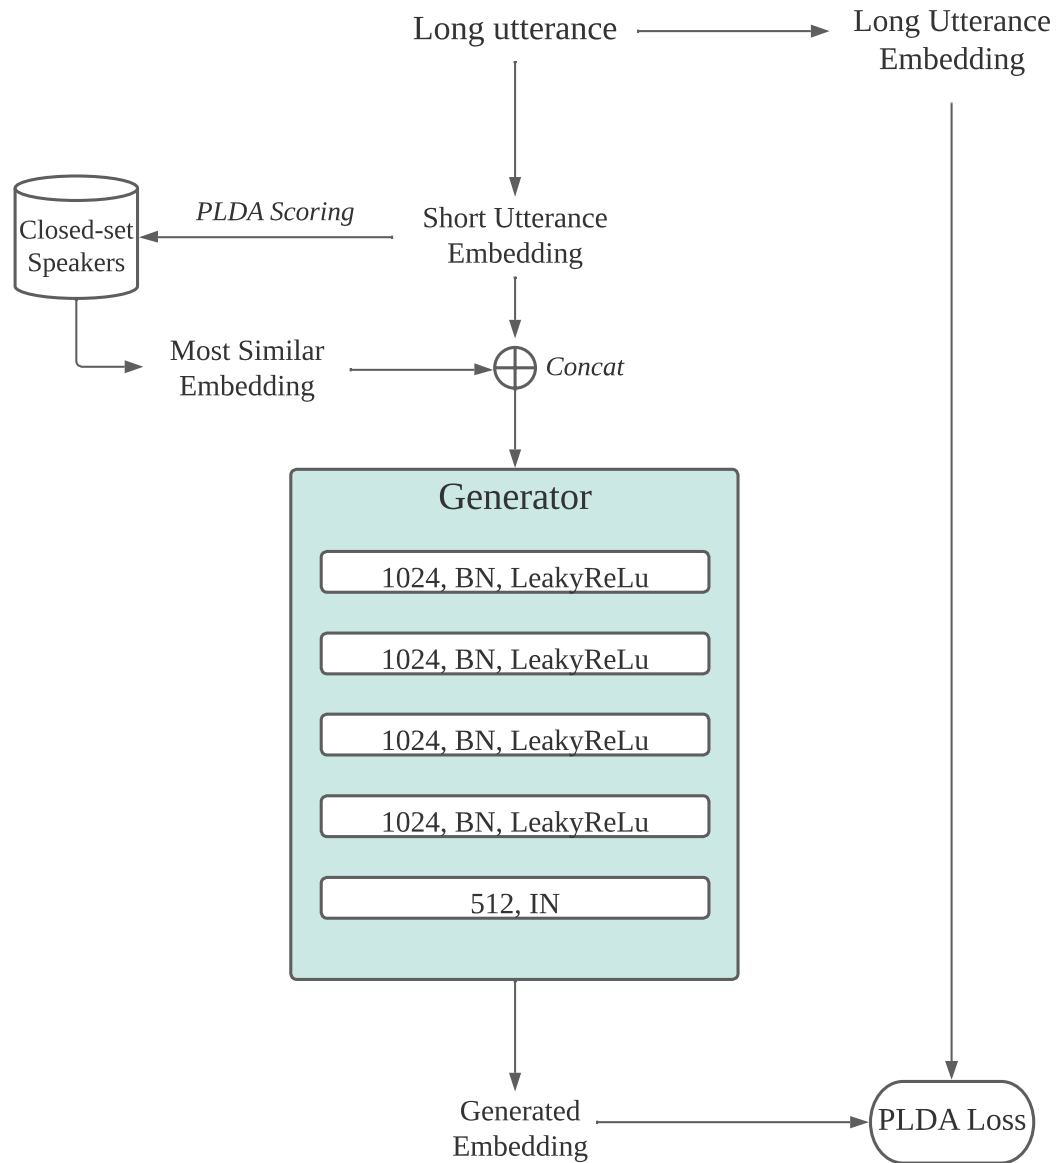 Long utterance
Long Utterance
Embedding
PLDA Scoring
Short Utterance
Embedding
Closed-set
Speakers
Most Similar
Embedding
Concat
Generator
1024, BN, LeakyReLu
1024, BN, LeakyReLu
1024, BN, LeakyReLu
1024, BN, LeakyReLu
512, IN
Generated
Embedding
PLDA Loss